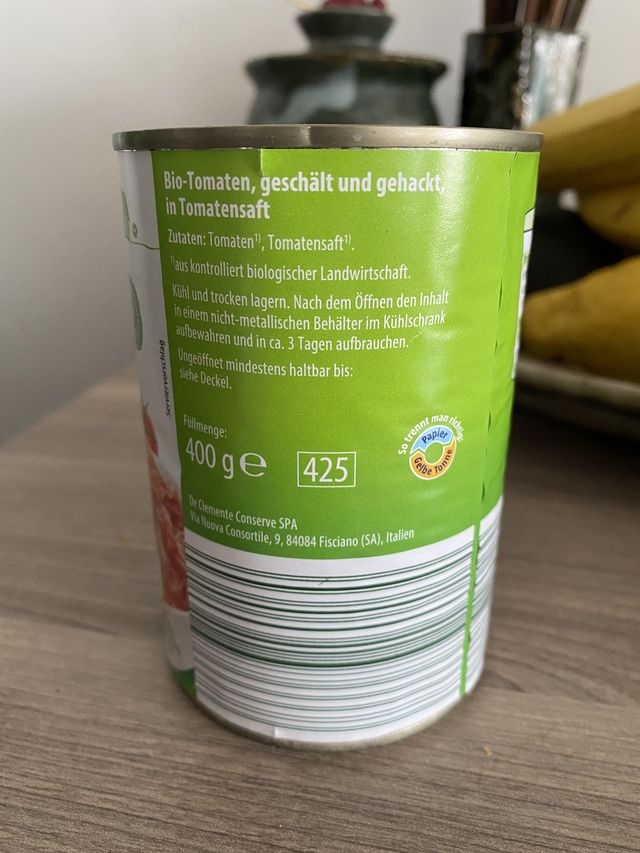 Bio-Tomaten, geschält und gehackt,
in Tomatensaft
Zutaten: Tomaten¹⁾, Tomatensaft¹⁾.
¹⁾aus kontrolliert biologischer Landwirtschaft.
Kühl und trocken lagern. Nach dem Öffnen den Inhalt
in einem nicht-metallischen Behälter im Kühlschrank
aufbewahren und in ca. 3 Tagen aufbrauchen.
Ungeöffnet mindestens haltbar bis:
siehe Deckel.
Serviervorschlag
Füllmenge:
400 g e
425
So trennt man richtig:
Papier
Gelbe Tonne
De Clemente Conserve SPA
Via Nuova Consortile, 9, 84084 Fisciano (SA), Italien